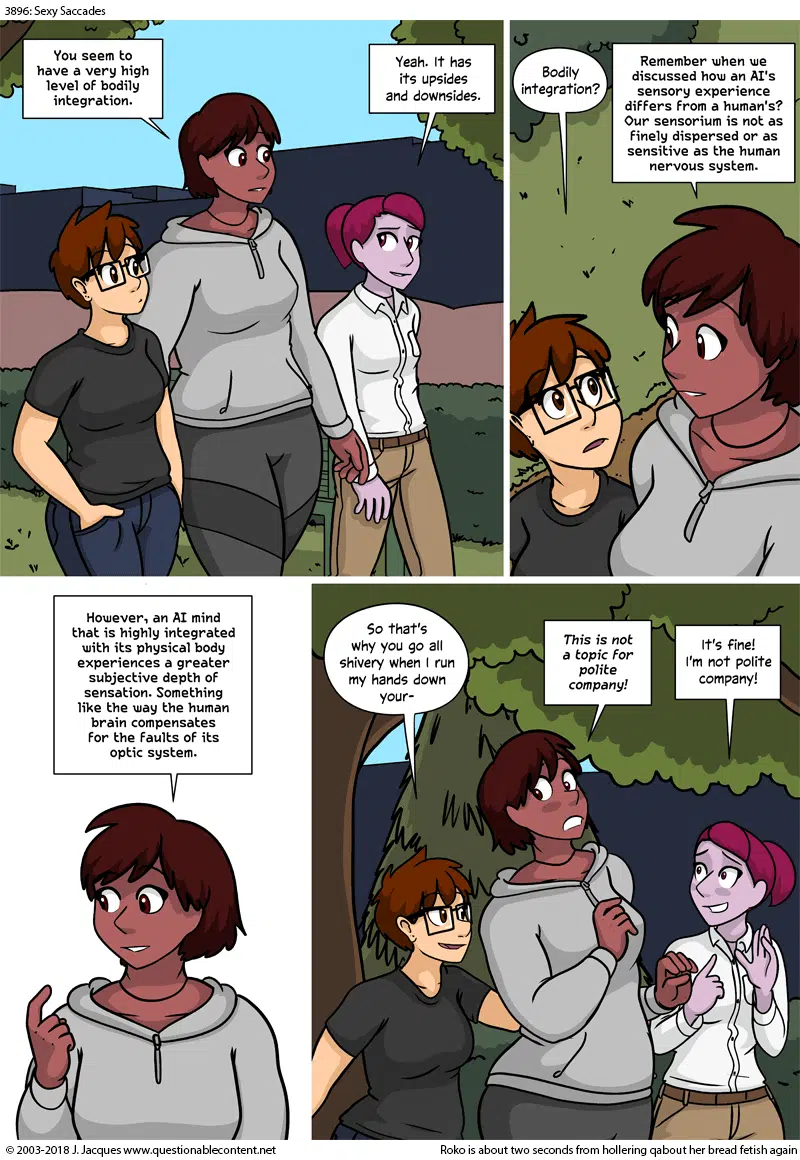 3896: Sexy Saccades
You seem to
have a very high
level of bodily
integration.
Yeah. It has
its upsides
and downsides.
Bodily
integration?
Remember when we
discussed how an AI's
sensory experience
differs from a human's?
Our sensorium is not as
finely dispersed or as
sensitive as the human
nervous system.
However, an AI mind
that is highly integrated
with its physical body
experiences a greater
subjective depth of
sensation. Something
like the way the human
brain compensates
for the faults of its
optic system.
So that's
why you go all
shivery when I run
my hands down
your-
This is not
a topic for
polite
company!
It's fine!
I'm not polite
company!
© 2003-2018 J. Jacques www.questionablecontent.net
Roko is about two seconds from hollering qabout her bread fetish again